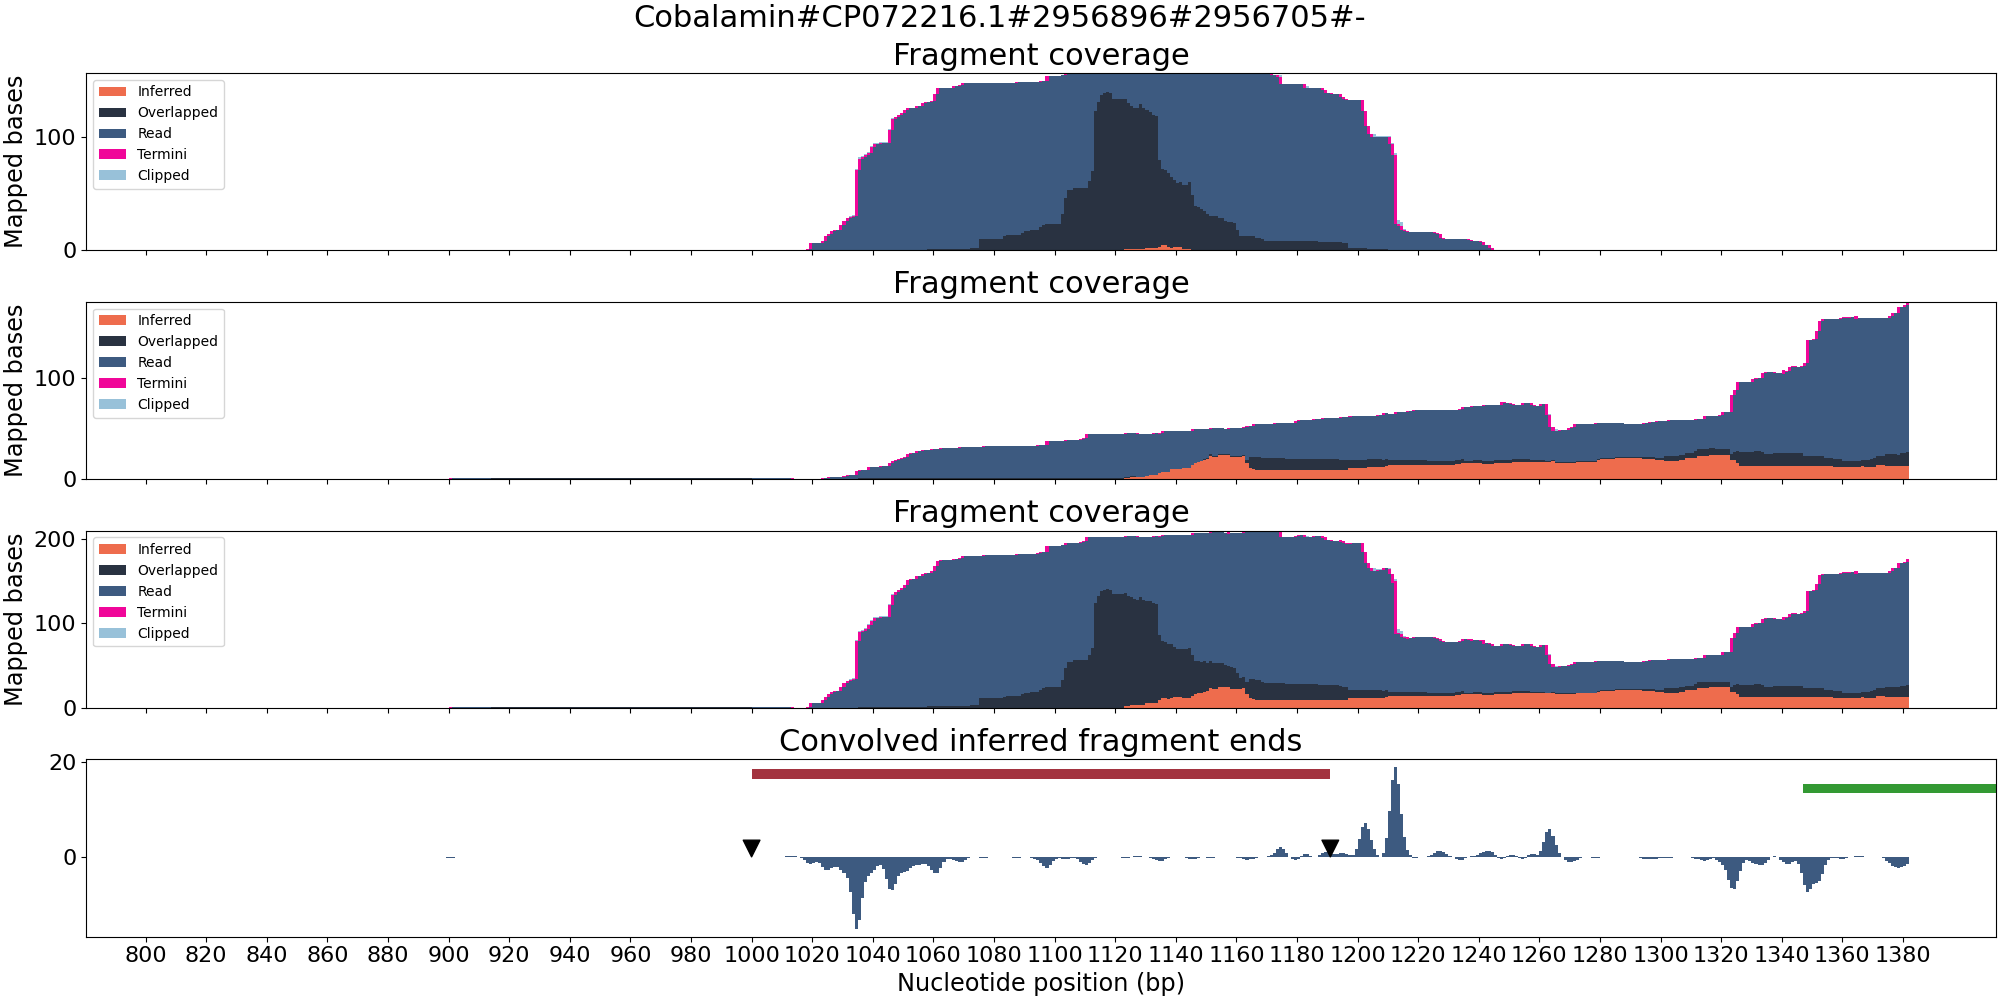 Cobalamin#CP072216.1#2956896#2956705#-
Fragment coverage
Mapped bases
100
0
Inferred
Overlapped
Read
Termini
Clipped
Fragment coverage
Mapped bases
100
0
Inferred
Overlapped
Read
Termini
Clipped
Fragment coverage
Mapped bases
200
100
0
Inferred
Overlapped
Read
Termini
Clipped
Convolved inferred fragment ends
20
0
800 820 840 860 880 900 920 940 960 980 1000 1020 1040 1060 1080 1100 1120 1140 1160 1180 1200 1220 1240 1260 1280 1300 1320 1340 1360 1380
Nucleotide position (bp)